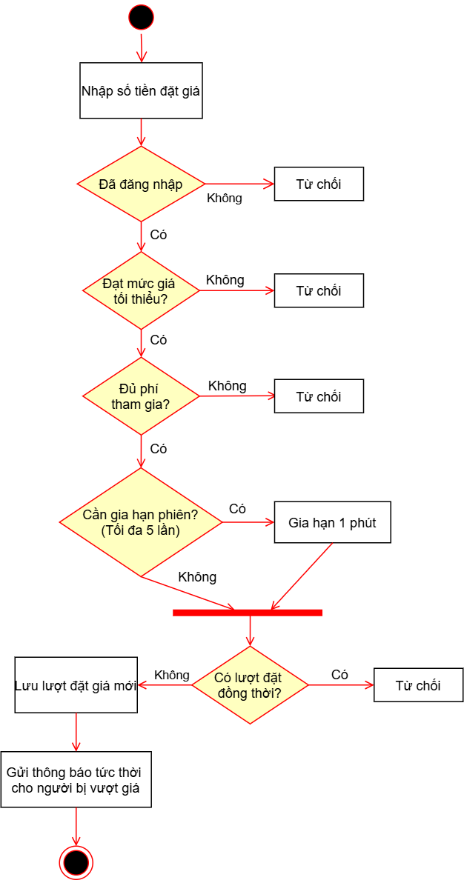 Nhập số tiền đặt giá
Đã đăng nhập
Không
Từ chối
Có
Đạt mức giá
tối thiểu?
Không
Từ chối
Có
Đủ phí
tham gia?
Không
Từ chối
Có
Cần gia hạn phiên?
(Tối đa 5 lần)
Có
Gia hạn 1 phút
Không
Có lượt đặt
đồng thời?
Có
Từ chối
Không
Lưu lượt đặt giá mới
Gửi thông báo tức thời
cho người bị vượt giá